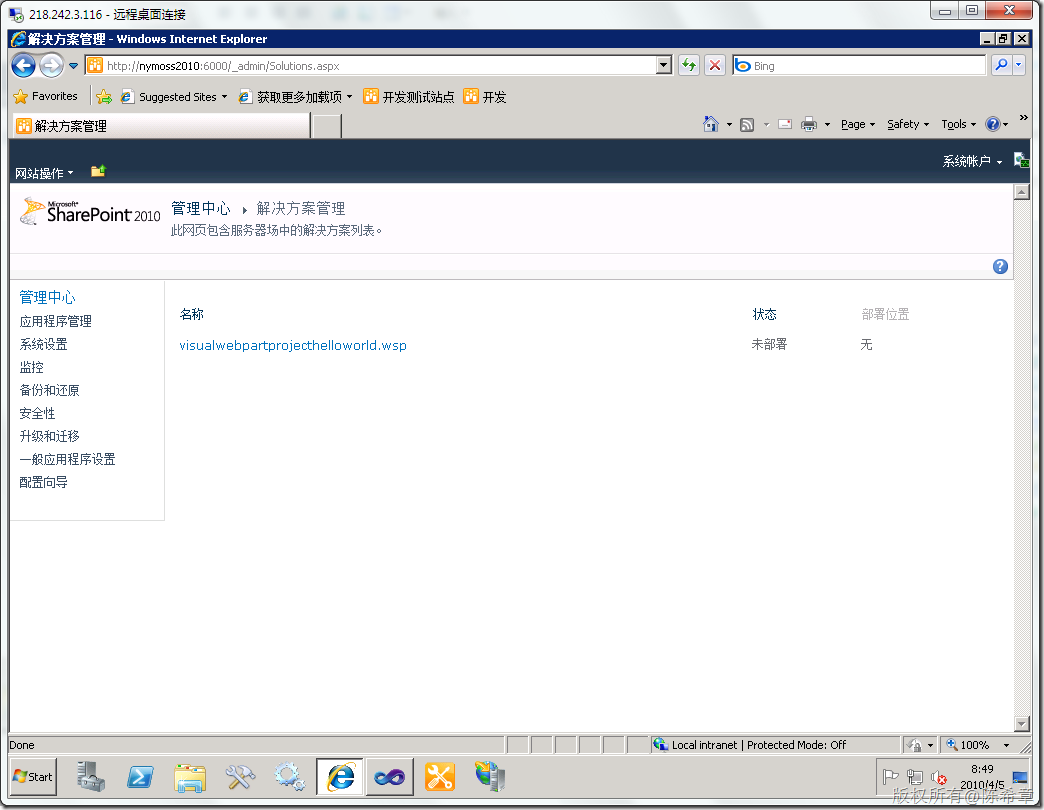 218.242.3.116 - 远程桌面连接
解决方案管理 - Windows Internet Explorer
http://nymoss2010:6000/_admin/Solutions.aspx
Bing
Favorites
Suggested Sites
获取更多加载项
开发测试站点
开发
解决方案管理
Page
Safety
Tools
网站操作
系统帐户
Microsoft
SharePoint 2010
管理中心
解决方案管理
此网页包含服务器场中的解决方案列表。
管理中心
应用程序管理
系统设置
监控
备份和还原
安全性
升级和迁移
一般应用程序设置
配置向导
名称
状态
部署位置
visualwebpartprojecthelloworld.wsp
未部署
无
Done
Local intranet | Protected Mode: Off
100%
Start
8:49
2010/4/5
版权所有@陈希章